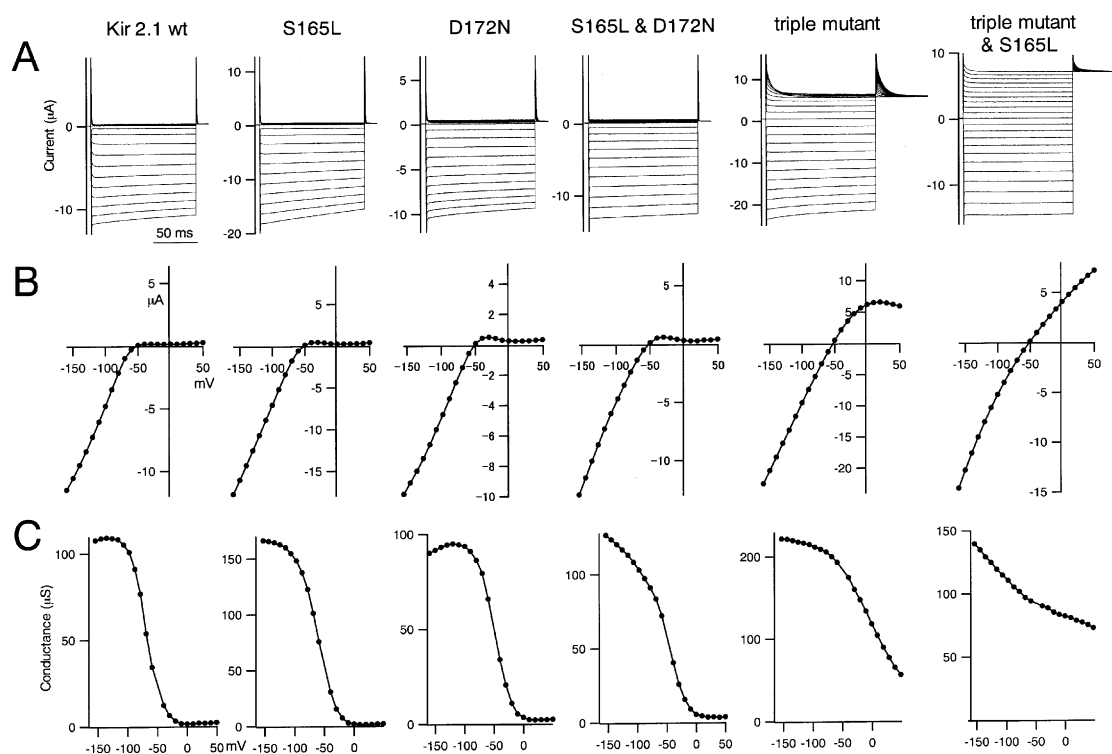 Kir 2.1 wt S165L D172N S165L & D172N triple mutant triple mutant
& S165L
A
Current (µA)
10 10 5 10 10 10
0 0 0 0 0 0
-10 -10 -5 -10 -10 -10
-20 -10 -20
50 ms
B
µA
5 5 4 5 10 5
2 5
-150 -100 -50 50 -150 -100 -50 50 -150 -100 -50 50 -150 -100 -50 50 -150 -100 -50 50 -150 -100 -50 50
mV
-5 -5 -2 -5 -5 -5
-10 -10 -4 -10 -10 -10
-15 -6 -15 -15
-8 -20
-10
C
Conductance (µS)
100 150 100 100 200 150
50 100 50 50 100 100
0 50 0 0 0 50
0
-150 -100 -50 0 mV -150 -100 -50 0 -150 -100 -50 0 -150 -100 -50 0 -150 -100 -50 0 -150 -100 -50 0